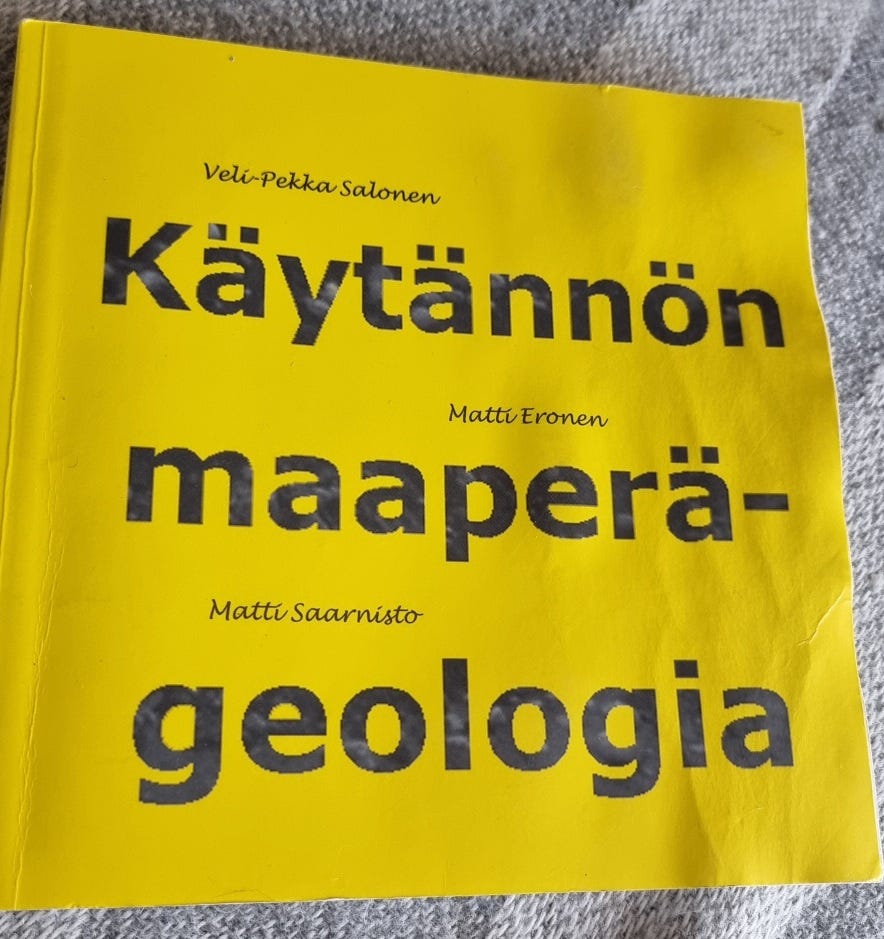 Veli-Pekka Salonen
Käytännön
Matti Eronen
maaperä-
Matti Saarnisto
geologia